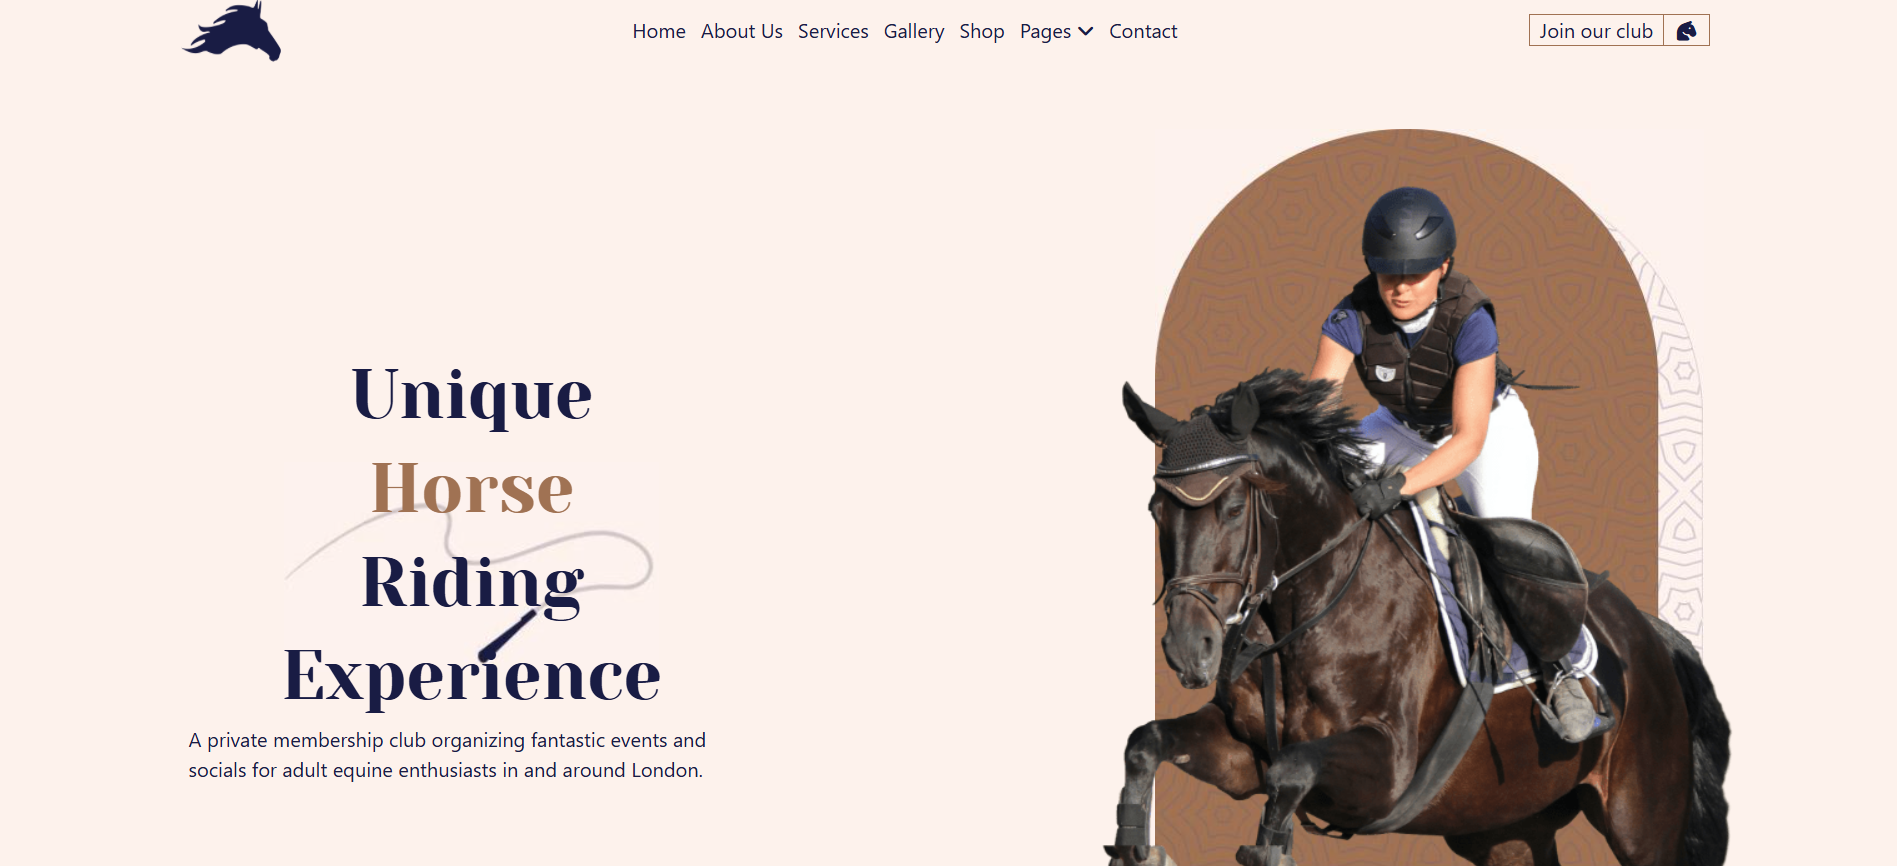 Home About Us Services Gallery Shop Pages Contact Join our club
Unique
Horse
Riding
Experience
A private membership club organizing fantastic events and
socials for adult equine enthusiasts in and around London.